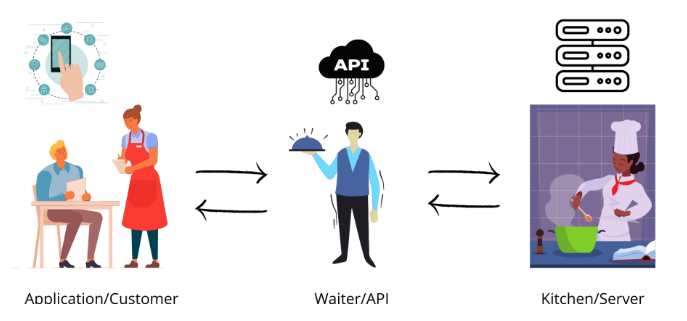 API
Application/Customer
Waiter/API
Kitchen/Server